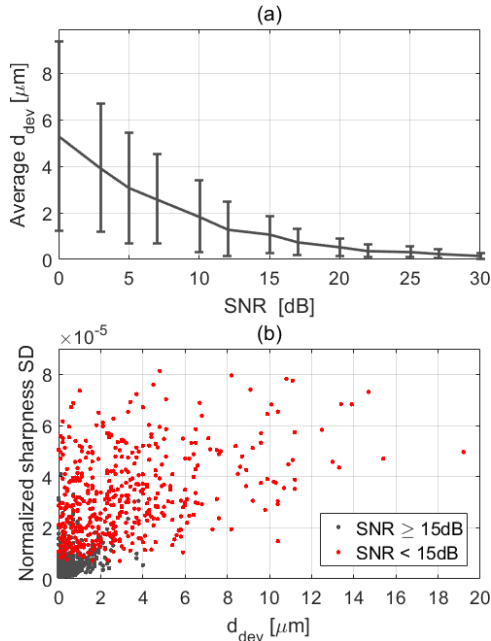 (a)
Average d_dev [μm]
8
6
4
2
0
0 5 10 15 20 25 30
SNR [dB]
(b)
×10^-5
Normalized sharpness SD
8
6
4
2
0
SNR ≥ 15dB
SNR < 15dB
0 2 4 6 8 10 12 14 16 18 20
d_dev [μm]